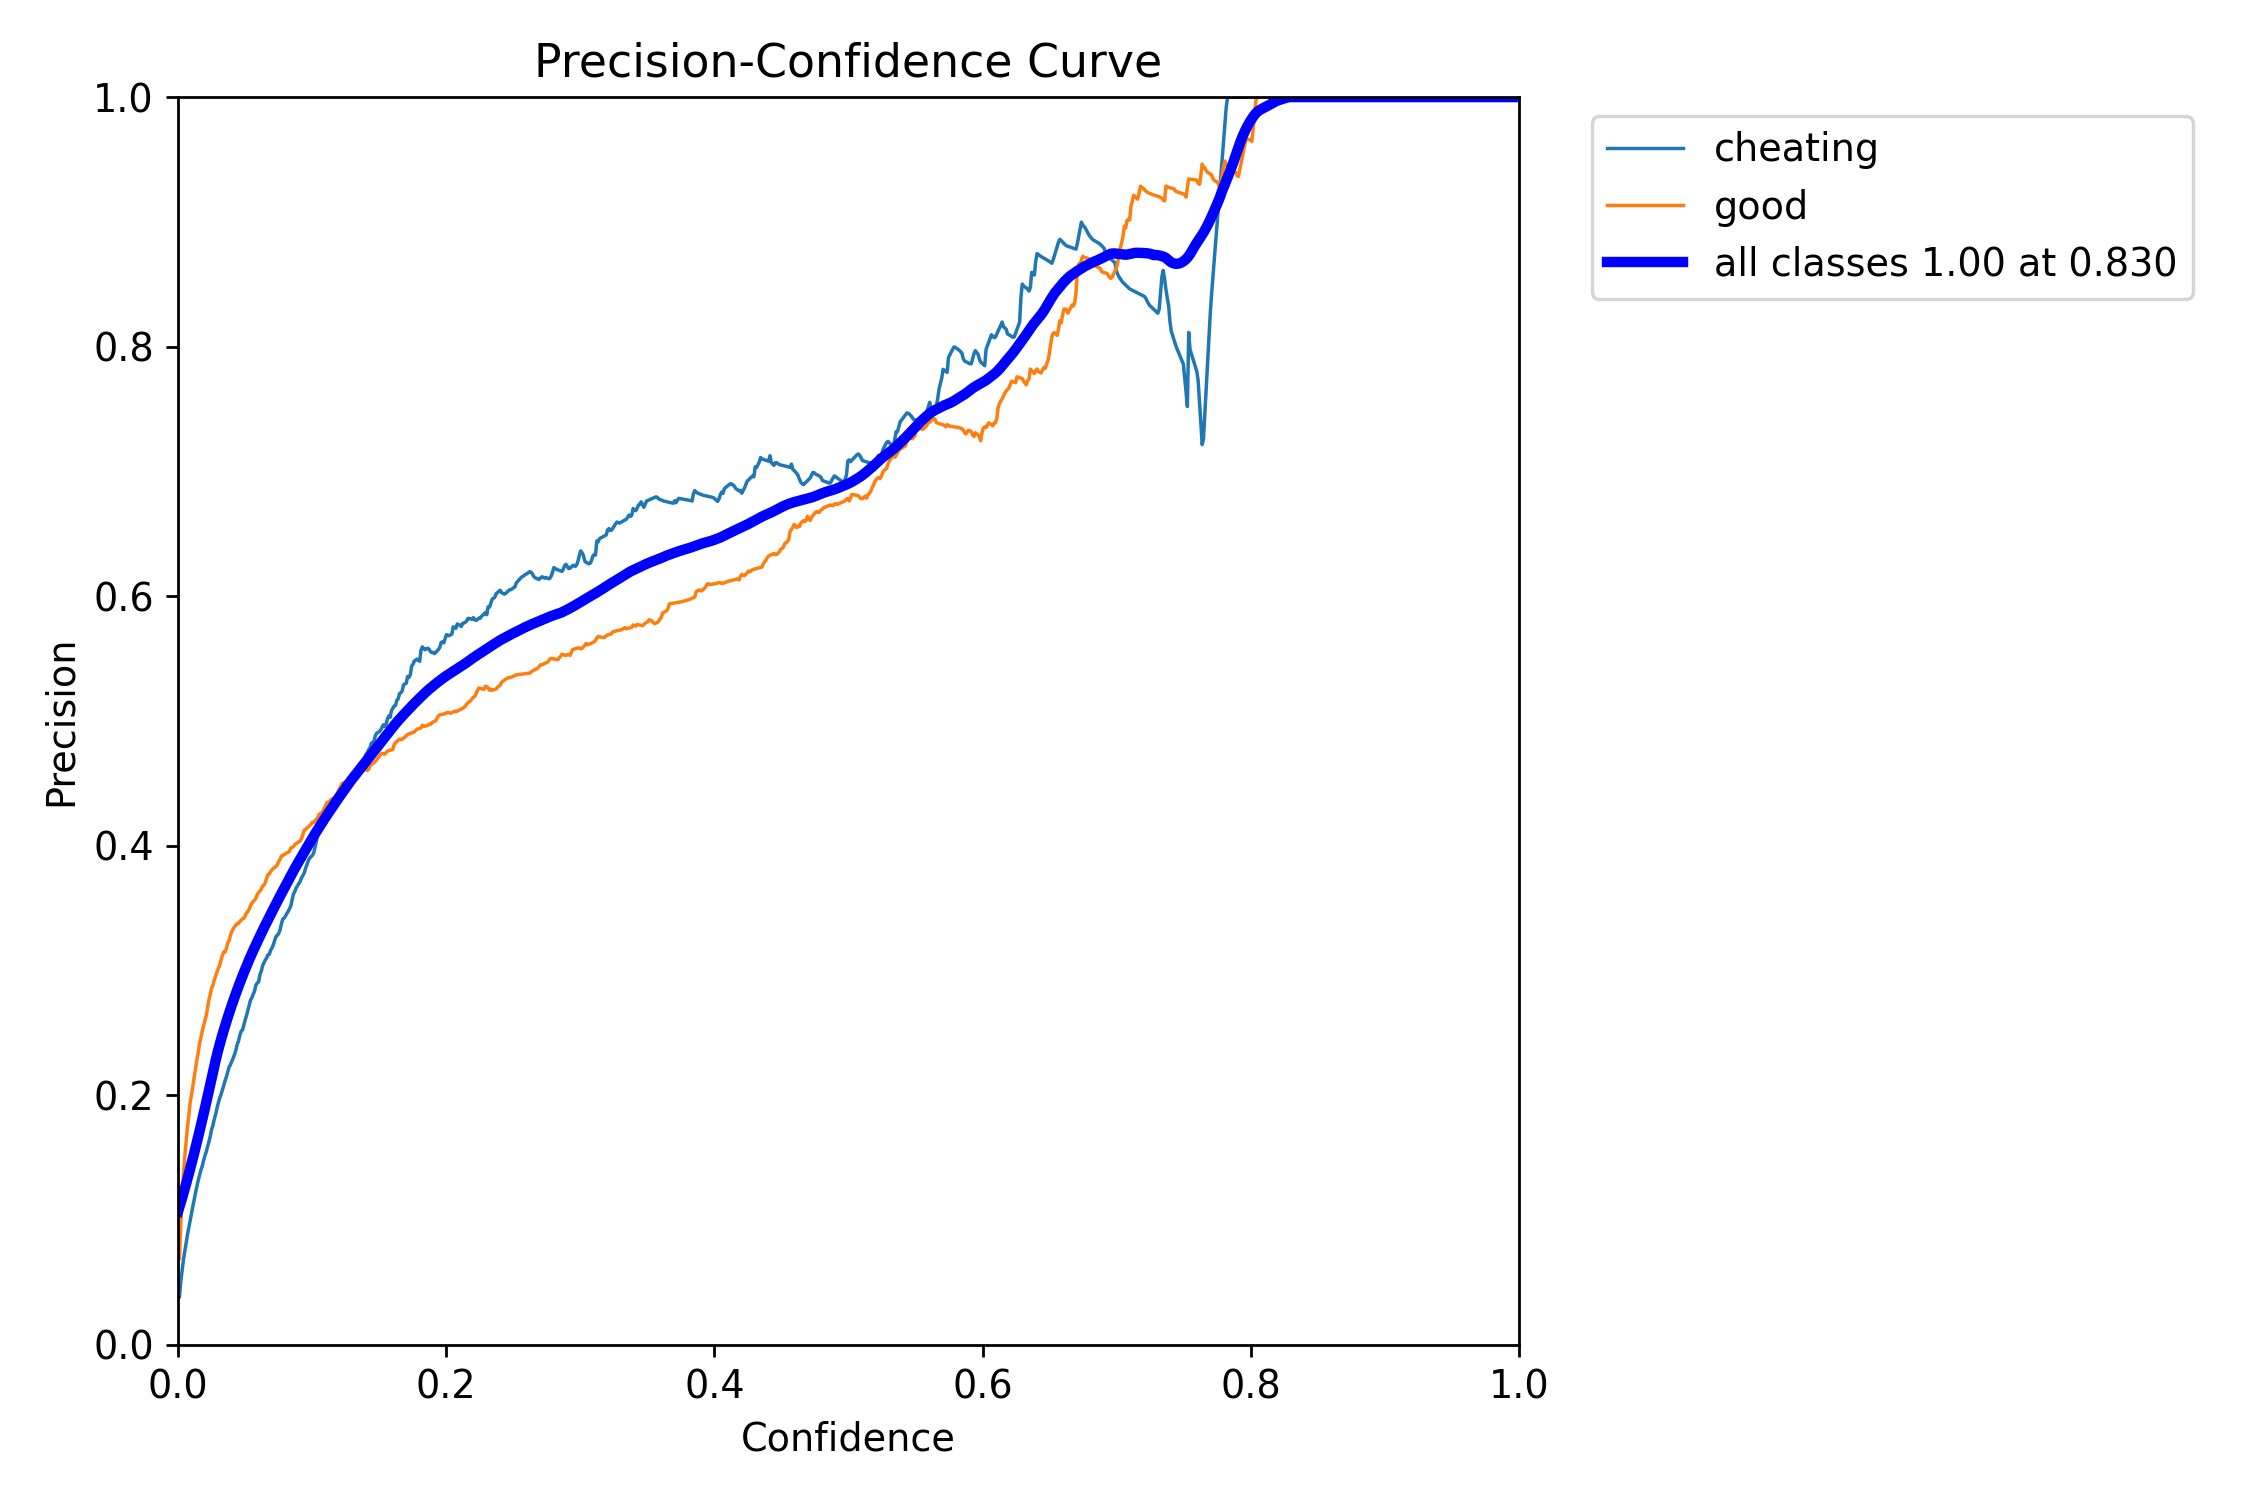 Precision-Confidence Curve
1.0
0.8
0.6
0.4
0.2
0.0
Precision
0.0 0.2 0.4 0.6 0.8 1.0
Confidence
cheating
good
all classes 1.00 at 0.830